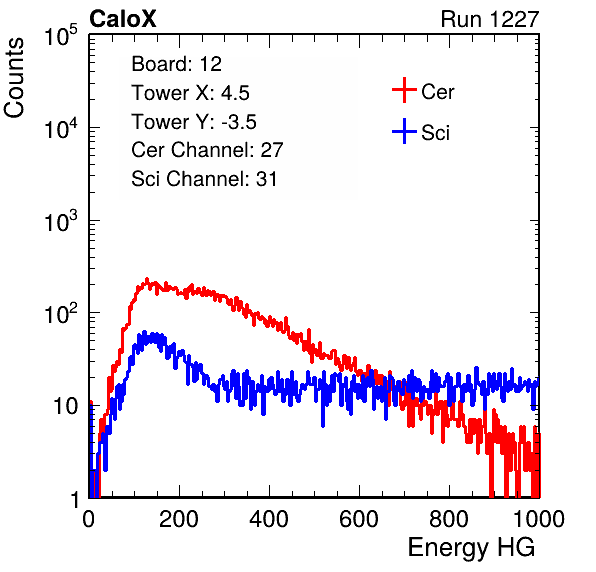 CaloX Run 1227
Counts
10^5
10^4
10^3
10^2
10
1
Board: 12
Tower X: 4.5
Tower Y: -3.5
Cer Channel: 27
Sci Channel: 31
Cer
Sci
0 200 400 600 800 1000
Energy HG